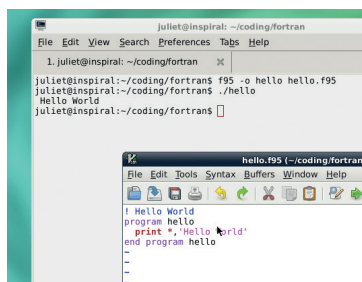 juliet@inspiral: ~/coding/fortran
File Edit View Search Preferences Tabs Help
1. juliet@inspiral: ~/coding/fortran
juliet@inspiral:~/coding/fortran$ f95 -o hello hello.f95
juliet@inspiral:~/coding/fortran$ ./hello
Hello World
juliet@inspiral:~/coding/fortran$
hello.f95 (~/coding/fortran
File Edit Tools Syntax Buffers Window Help
! Hello World
program hello
print *,'Hello World'
end program hello
~
~
~